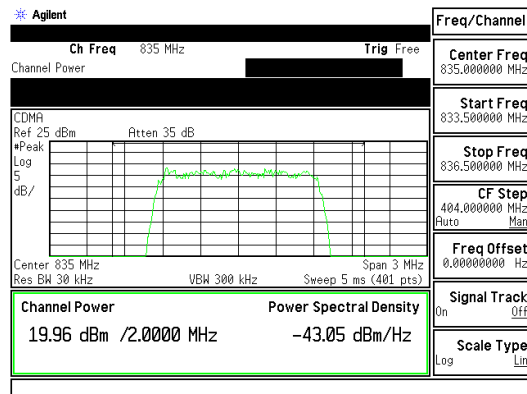 Agilent
Freq/Channel
Ch Freq 835 MHz Trig Free
Channel Power
Center Freq
835.000000 MHz
Start Freq
833.500000 MHz
Stop Freq
836.500000 MHz
CF Step
404.000000 MHz
Auto Man
Freq Offset
0.00000000 Hz
Signal Track
On Off
Scale Type
Log Lin
CDMA
Ref 25 dBm Atten 35 dB
#Peak
Log
5
dB/
Center 835 MHz Span 3 MHz
Res BW 30 kHz VBW 300 kHz Sweep 5 ms (401 pts)
Channel Power Power Spectral Density
19.96 dBm /2.0000 MHz -43.05 dBm/Hz